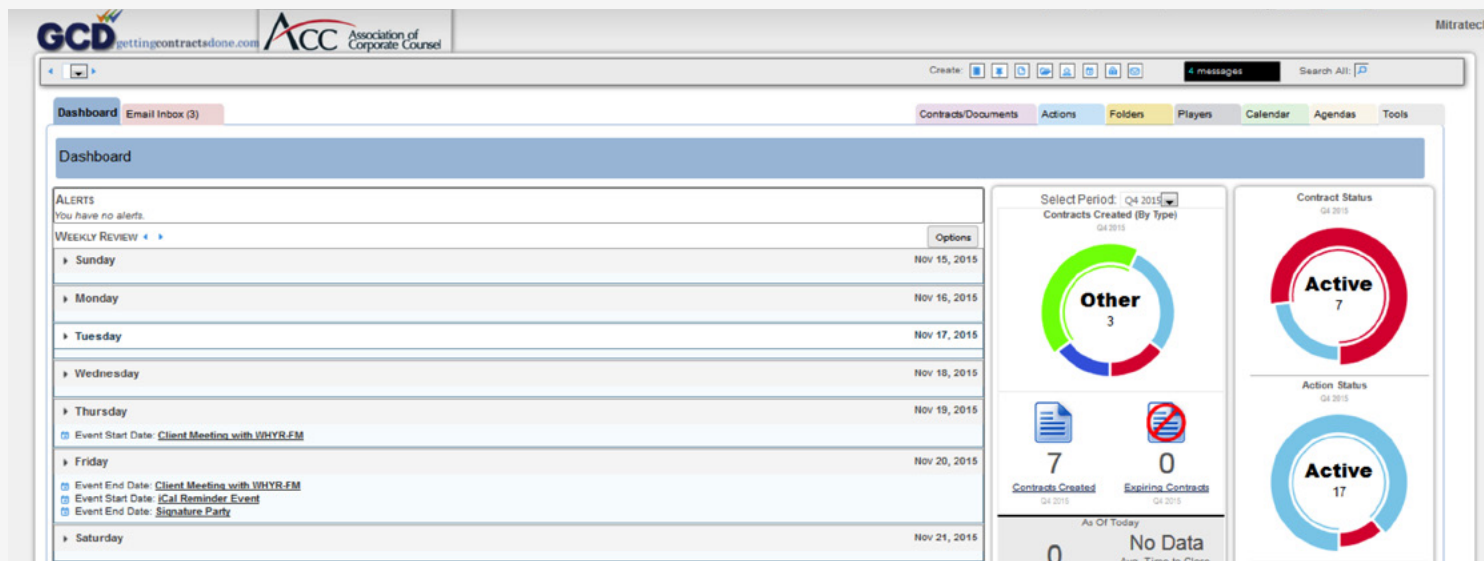 GCD gettingcontractsdone.com ACC Association of Corporate Counsel
Mitratech
Create:
4 messages
Search All:
Dashboard
Email Inbox (3)
Contracts/Documents
Actions
Folders
Players
Calendar
Agendas
Tools
Dashboard
ALERTS
You have no alerts.
WEEKLY REVIEW
Options
Sunday Nov 15, 2015
Monday Nov 16, 2015
Tuesday Nov 17, 2015
Wednesday Nov 18, 2015
Thursday Nov 19, 2015
Event Start Date: Client Meeting with WHYR-FM
Friday Nov 20, 2015
Event End Date: Client Meeting with WHYR-FM
Event Start Date: iCal Reminder Event
Event End Date: Signature Party
Saturday Nov 21, 2015
Select Period: Q4 2015
Contracts Created (By Type)
Q4 2015
Other
3
7
Contracts Created
Q4 2015
0
Expiring Contracts
Q4 2015
As Of Today
0
No Data
Avg. Time to Close
Contract Status
Q4 2015
Active
7
Action Status
Q4 2015
Active
17